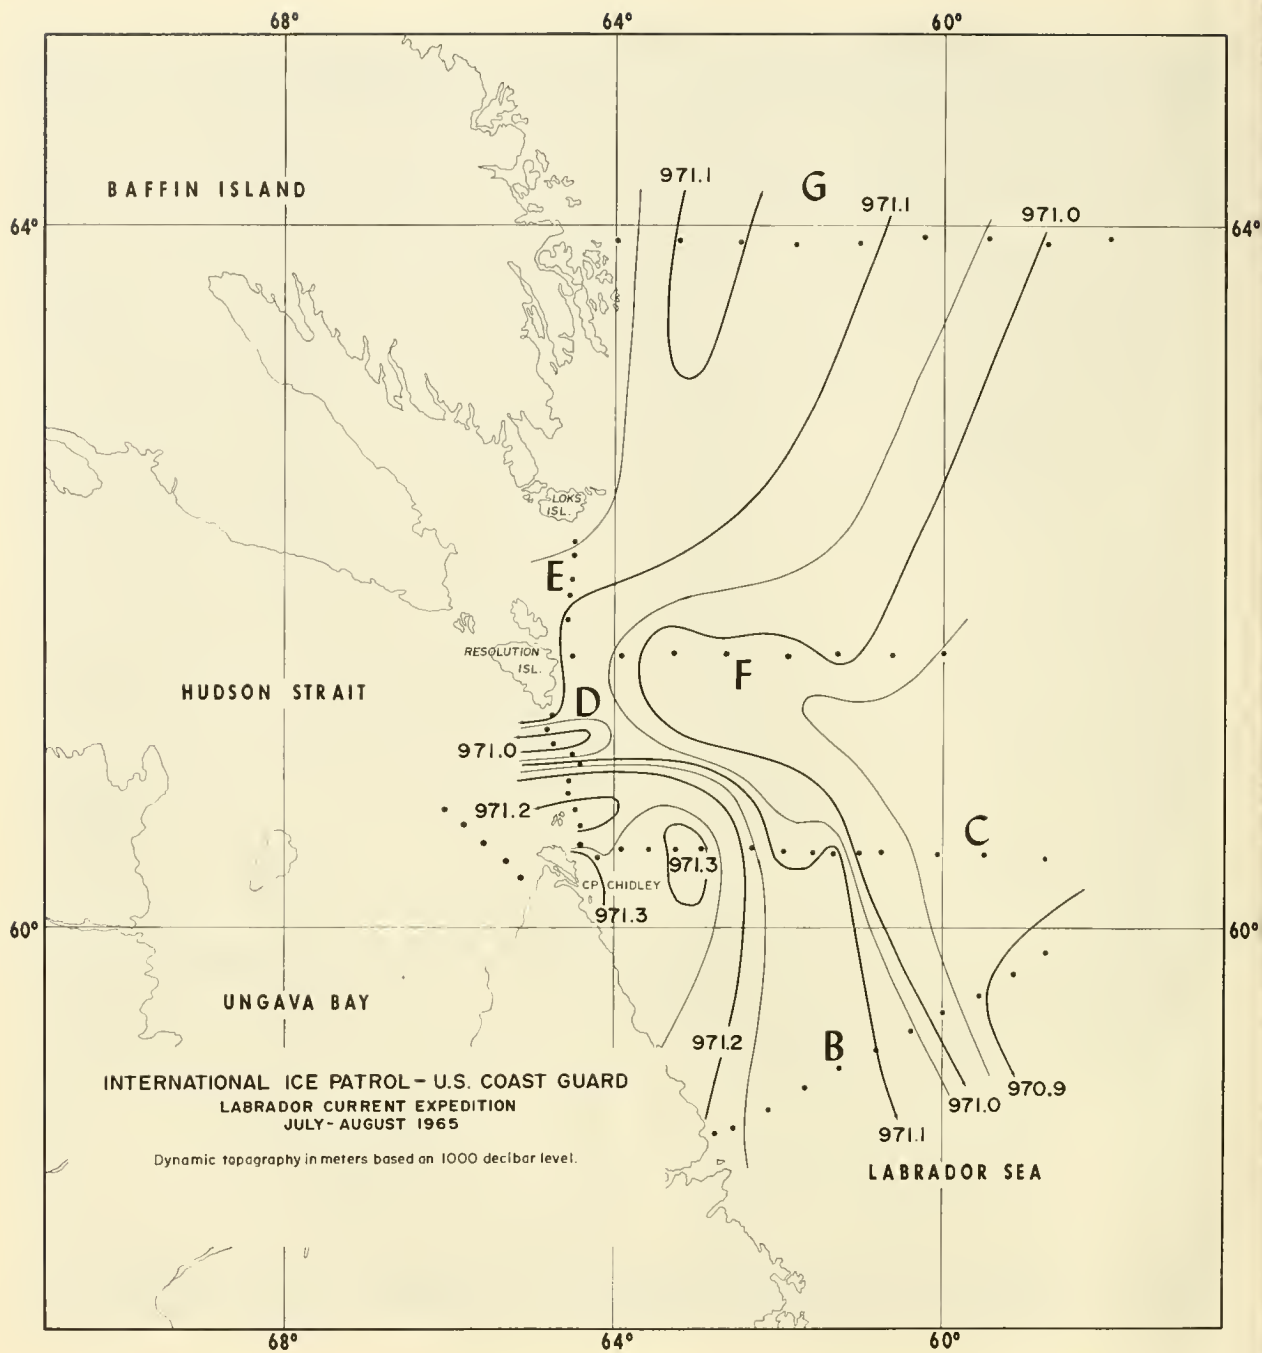 68° 64° 60°
971.1
G
BAFFIN ISLAND
971.1
971.0
64° 64°
LOKS
ISL.
E
RESOLUTION
ISL.
F
HUDSON STRAIT
D
971.0
971.2
C
971.3
CP CHIDLEY
971.3
60° 60°
UNGAVA BAY
971.2
B
INTERNATIONAL ICE PATROL-U.S. COAST GUARD
LABRADOR CURRENT EXPEDITION
JULY-AUGUST 1965
970.9
971.0
971.1
Dynamic topography in meters based on 1000 decibar level.
LABRADOR SEA
68° 64° 60°